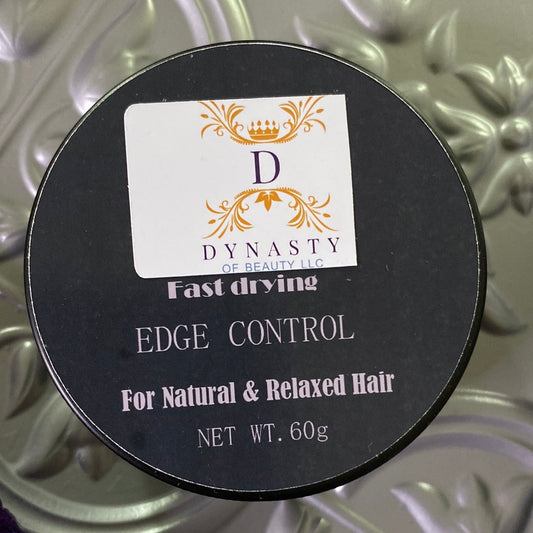 D
DYNASTY
OF BEAUTY LLC
Fast drying
EDGE CONTROL
For Natural & Relaxed Hair
NET WT. 60g